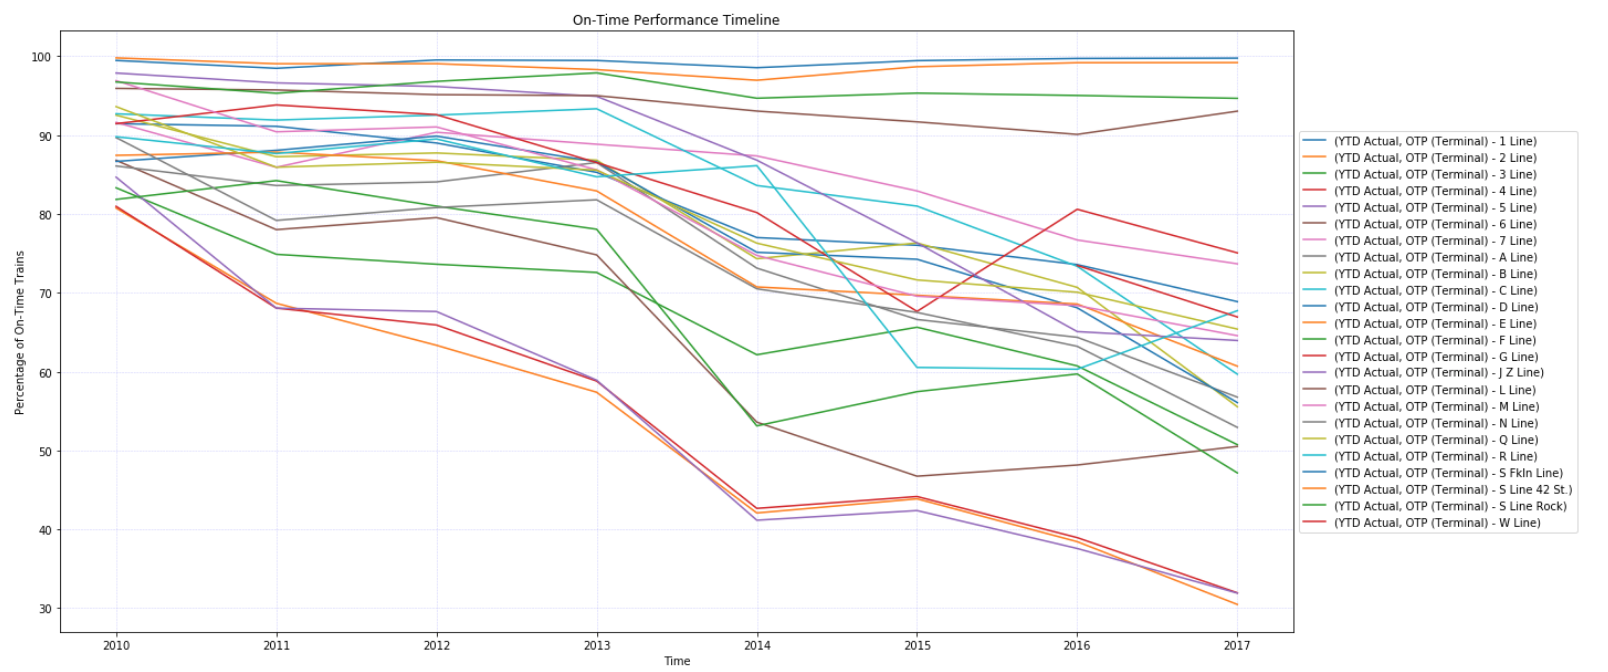 On-Time Performance Timeline
Percentage of On-Time Trains
100
90
80
70
60
50
40
30
2010 2011 2012 2013 2014 2015 2016 2017
Time
(YTD Actual, OTP (Terminal) - 1 Line)
(YTD Actual, OTP (Terminal) - 2 Line)
(YTD Actual, OTP (Terminal) - 3 Line)
(YTD Actual, OTP (Terminal) - 4 Line)
(YTD Actual, OTP (Terminal) - 5 Line)
(YTD Actual, OTP (Terminal) - 6 Line)
(YTD Actual, OTP (Terminal) - 7 Line)
(YTD Actual, OTP (Terminal) - A Line)
(YTD Actual, OTP (Terminal) - B Line)
(YTD Actual, OTP (Terminal) - C Line)
(YTD Actual, OTP (Terminal) - D Line)
(YTD Actual, OTP (Terminal) - E Line)
(YTD Actual, OTP (Terminal) - F Line)
(YTD Actual, OTP (Terminal) - G Line)
(YTD Actual, OTP (Terminal) - J Z Line)
(YTD Actual, OTP (Terminal) - L Line)
(YTD Actual, OTP (Terminal) - M Line)
(YTD Actual, OTP (Terminal) - N Line)
(YTD Actual, OTP (Terminal) - Q Line)
(YTD Actual, OTP (Terminal) - R Line)
(YTD Actual, OTP (Terminal) - S Fkln Line)
(YTD Actual, OTP (Terminal) - S Line 42 St.)
(YTD Actual, OTP (Terminal) - S Line Rock)
(YTD Actual, OTP (Terminal) - W Line)